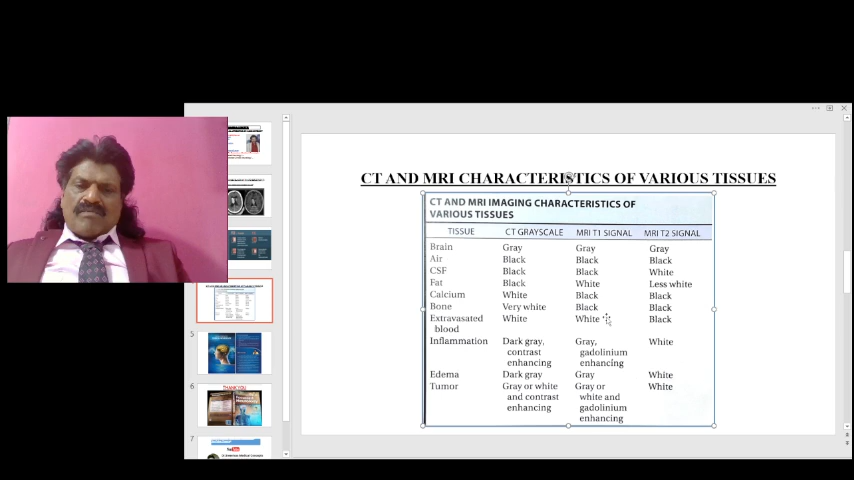 CT AND MRI CHARACTERISTICS OF VARIOUS TISSUES
CT AND MRI IMAGING CHARACTERISTICS OF
VARIOUS TISSUES
TISSUE CT GRAYSCALE MRI T1 SIGNAL MRI T2 SIGNAL
Brain Gray Gray Gray
Air Black Black Black
CSF Black Black White
Fat Black White Less white
Calcium White Black Black
Bone Very white Black Black
Extravasated White White Black
blood
Inflammation Dark gray, Gray, White
contrast gadolinium
enhancing enhancing
Edema Dark gray Gray White
Tumor Gray or white Gray or White
and contrast white and
enhancing gadolinium
enhancing
5
6
THANK YOU
7